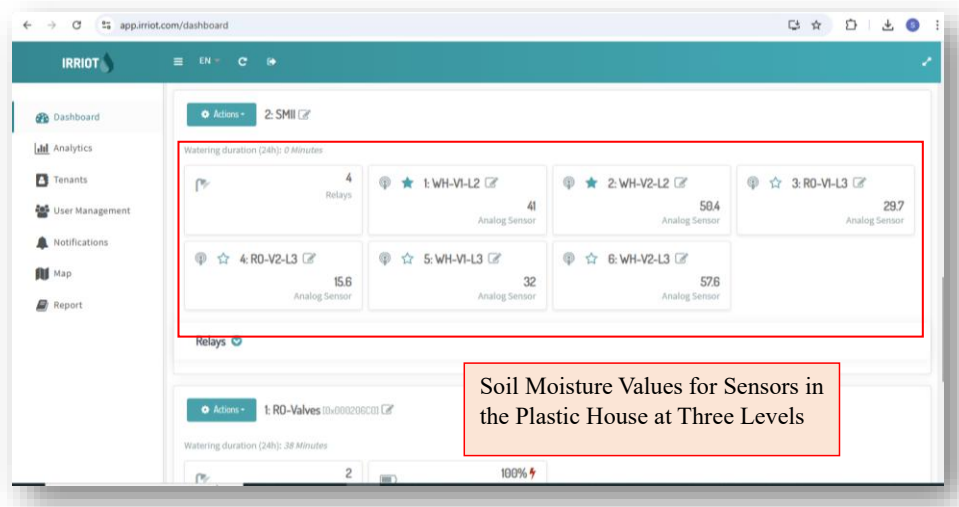 app.irriot.com/dashboard
S
IRRIOT
EN
Dashboard
Analytics
Tenants
User Management
Notifications
Map
Report
Actions
2: SMII
Watering duration (24h): 0 Minutes
4
Relays
1: WH-V1-L2
41
Analog Sensor
2: WH-V2-L2
50.4
Analog Sensor
3: RO-V1-L3
29.7
Analog Sensor
4: RO-V2-L3
15.6
Analog Sensor
5: WH-V1-L3
32
Analog Sensor
6: WH-V2-L3
57.6
Analog Sensor
Relays
Soil Moisture Values for Sensors in
the Plastic House at Three Levels
Actions
1: RO-Valves
Watering duration (24h): 38 Minutes
2
100%